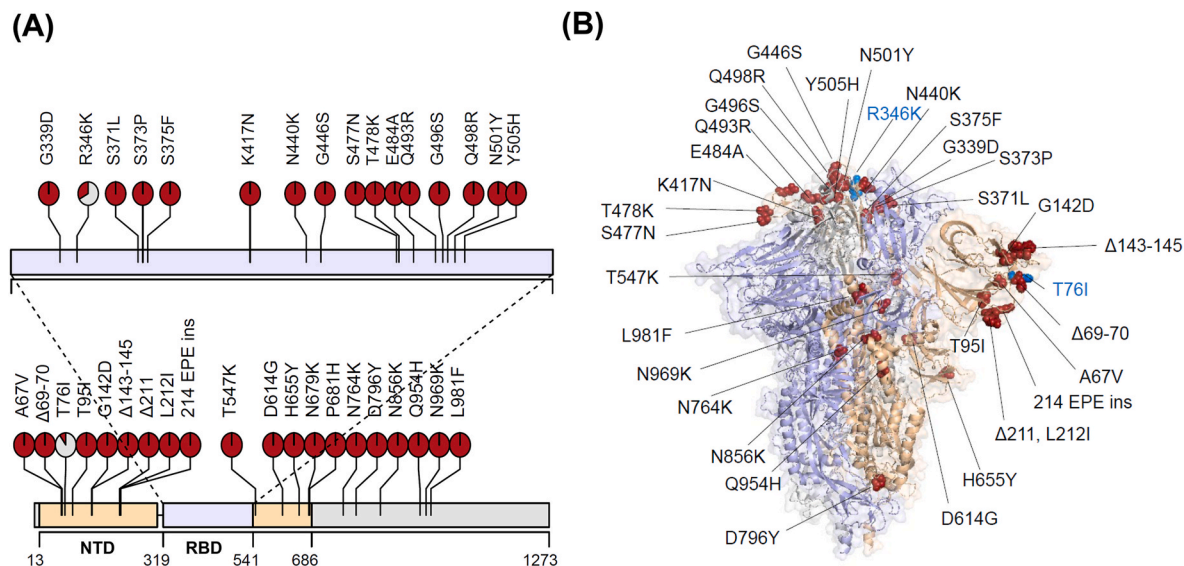 (A)
G339D
R346K
S371L
S373P
S375F
K417N
N440K
G446S
S477N
T478K
E484A
Q493R
G496S
Q498R
N501Y
Y505H
A67V
Δ69-70
T76I
T95I
G142D
Δ143-145
Δ211
L212I
214 EPE ins
T547K
D614G
H655Y
N679K
P681H
N764K
D796Y
N856K
Q954H
N969K
L981F
NTD
RBD
13
319
541
686
1273
(B)
G446S
N501Y
Q498R
Y505H
G496S
R346K
N440K
Q493R
S375F
E484A
G339D
S373P
K417N
S371L
T478K
G142D
S477N
Δ143-145
T547K
T76I
L981F
T95I
Δ69-70
N969K
A67V
N764K
214 EPE ins
Δ211, L212I
N856K
H655Y
Q954H
D614G
D796Y